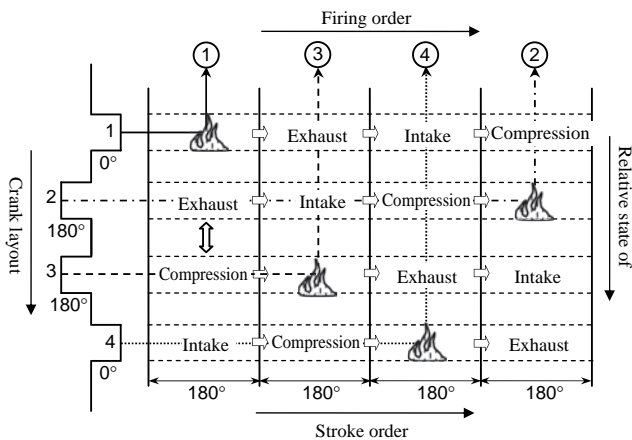 Firing order
1 3 4 2
1 Exhaust Intake Compression
0°
2 Exhaust Intake Compression
180°
3 Compression Exhaust Intake
180°
4 Intake Compression Exhaust
0°
180° 180° 180° 180°
Stroke order
Crank layout
Relative state of